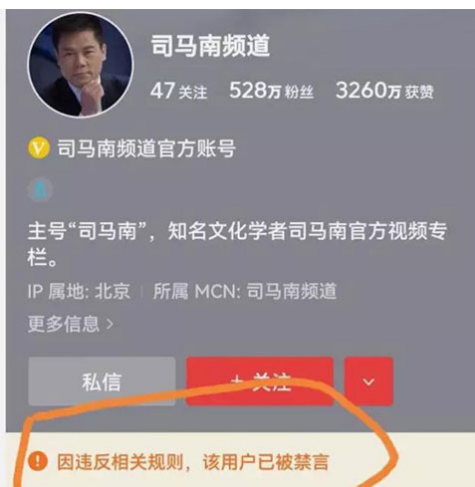 司马南频道
47关注 528万粉丝 3260万获赞
司马南频道官方账号
主号“司马南”，知名文化学者司马南官方视频专
栏。
IP 属地: 北京 | 所属 MCN: 司马南频道
更多信息 >
私信 + 关注
因违反相关规则，该用户已被禁言